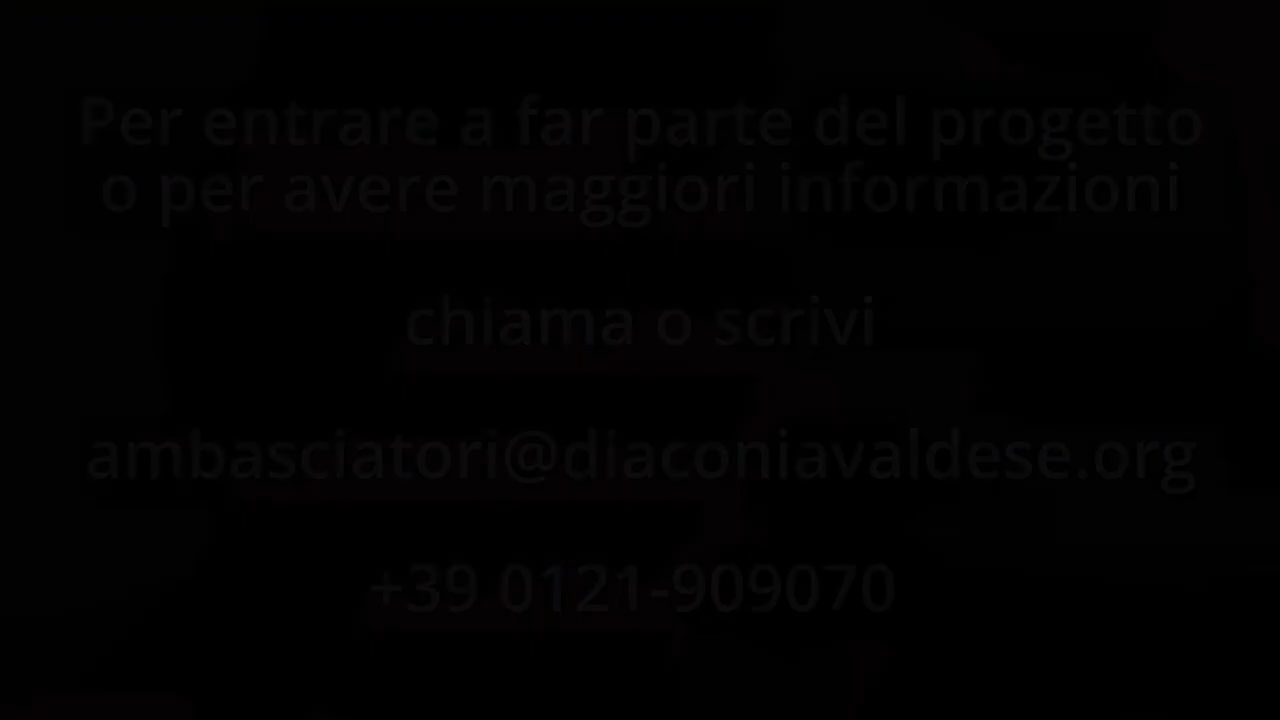 Per entrare a far parte del progetto
o per avere maggiori informazioni
chiama o scrivi
ambasciatori@diaconiavaldese.org
+39 0121-909070